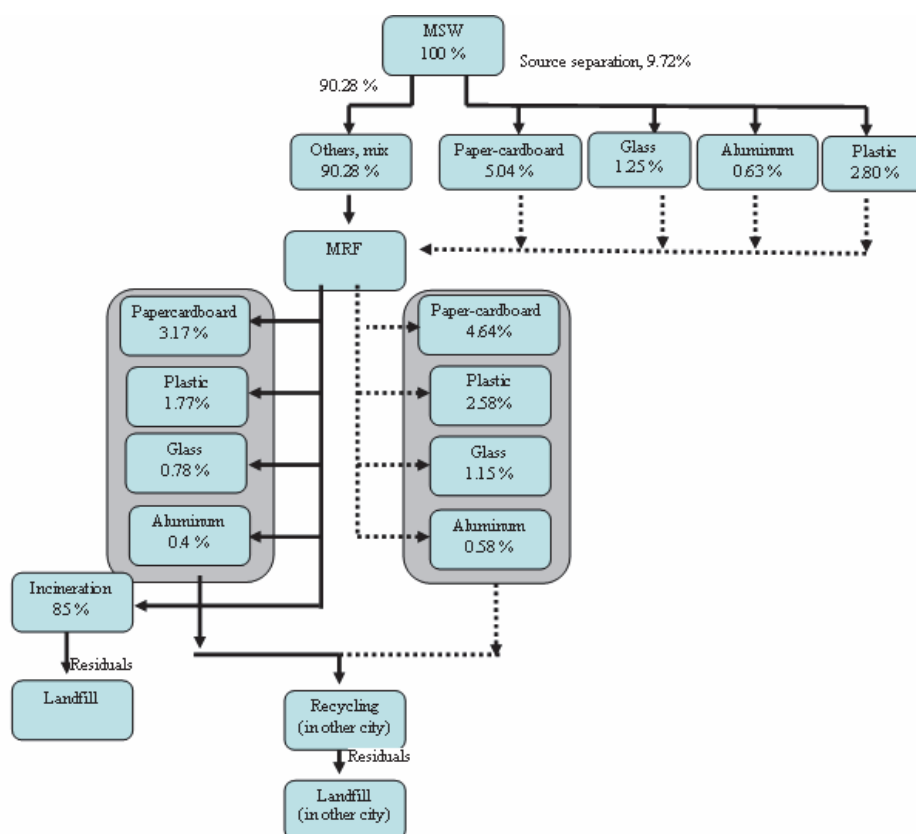 MSW
100 %
Source separation, 9.72%
90.28 %
Others, mix
90.28 %
Paper-cardboard
5.04 %
Glass
1.25 %
Aluminum
0.63 %
Plastic
2.80 %
MRF
Papercardboard
3.17 %
Plastic
1.77%
Glass
0.78 %
Aluminum
0.4 %
Paper-cardboard
4.64 %
Plastic
2.58%
Glass
1.15 %
Aluminum
0.58 %
Incineration
85 %
Residuals
Landfill
Recycling
(in other city)
Residuals
Landfill
(in other city)